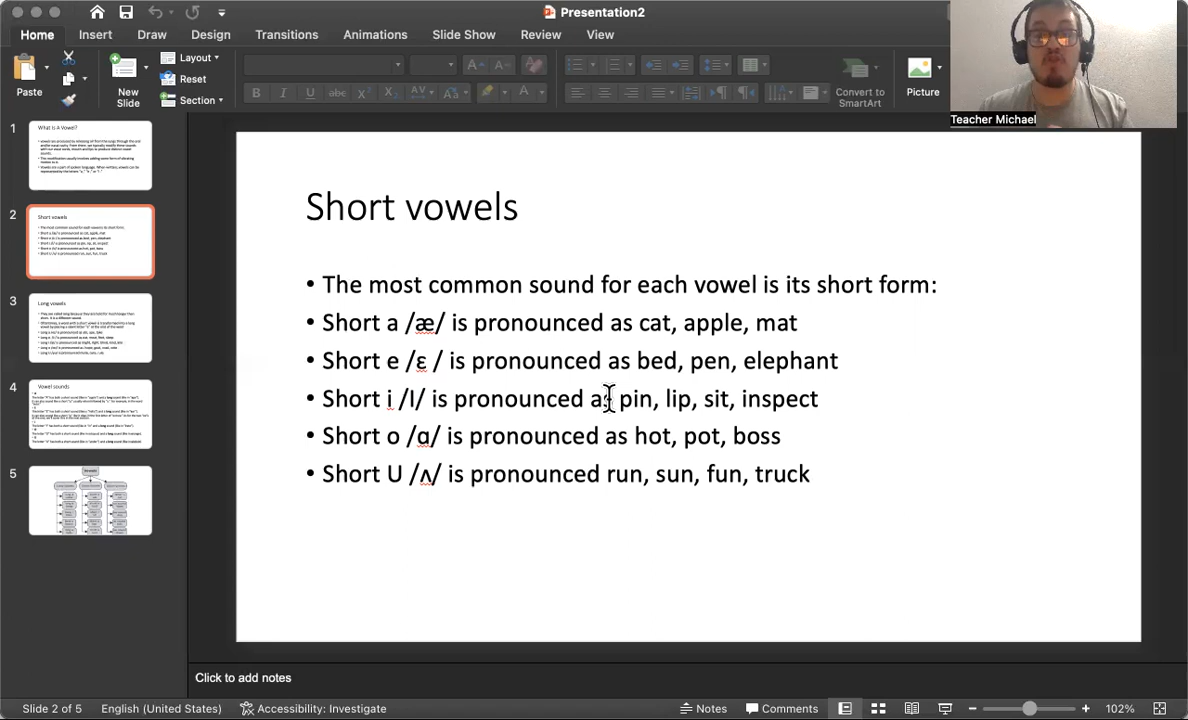 Presentation2
Home Insert Draw Design Transitions Animations Slide Show Review View
Paste
New
Slide
Layout
Reset
Section
Convert to
SmartArt
Picture
Teacher Michael
1
What Is A Vowel?
2
Short vowels
3
Long vowels
4
Vowel sounds
5
Short vowels
• The most common sound for each vowel is its short form:
• Short a /æ/ is pronounced as cat, apple, mat
• Short e /ɛ / is pronounced as bed, pen, elephant
• Short i /I/ is pronounced as pin, lip, sit, inspect
• Short o /ɑ/ is pronounced as hot, pot, boss
• Short U /ʌ/ is pronounced run, sun, fun, truck
Click to add notes
Slide 2 of 5 English (United States) Accessibility: Investigate Notes Comments 102%